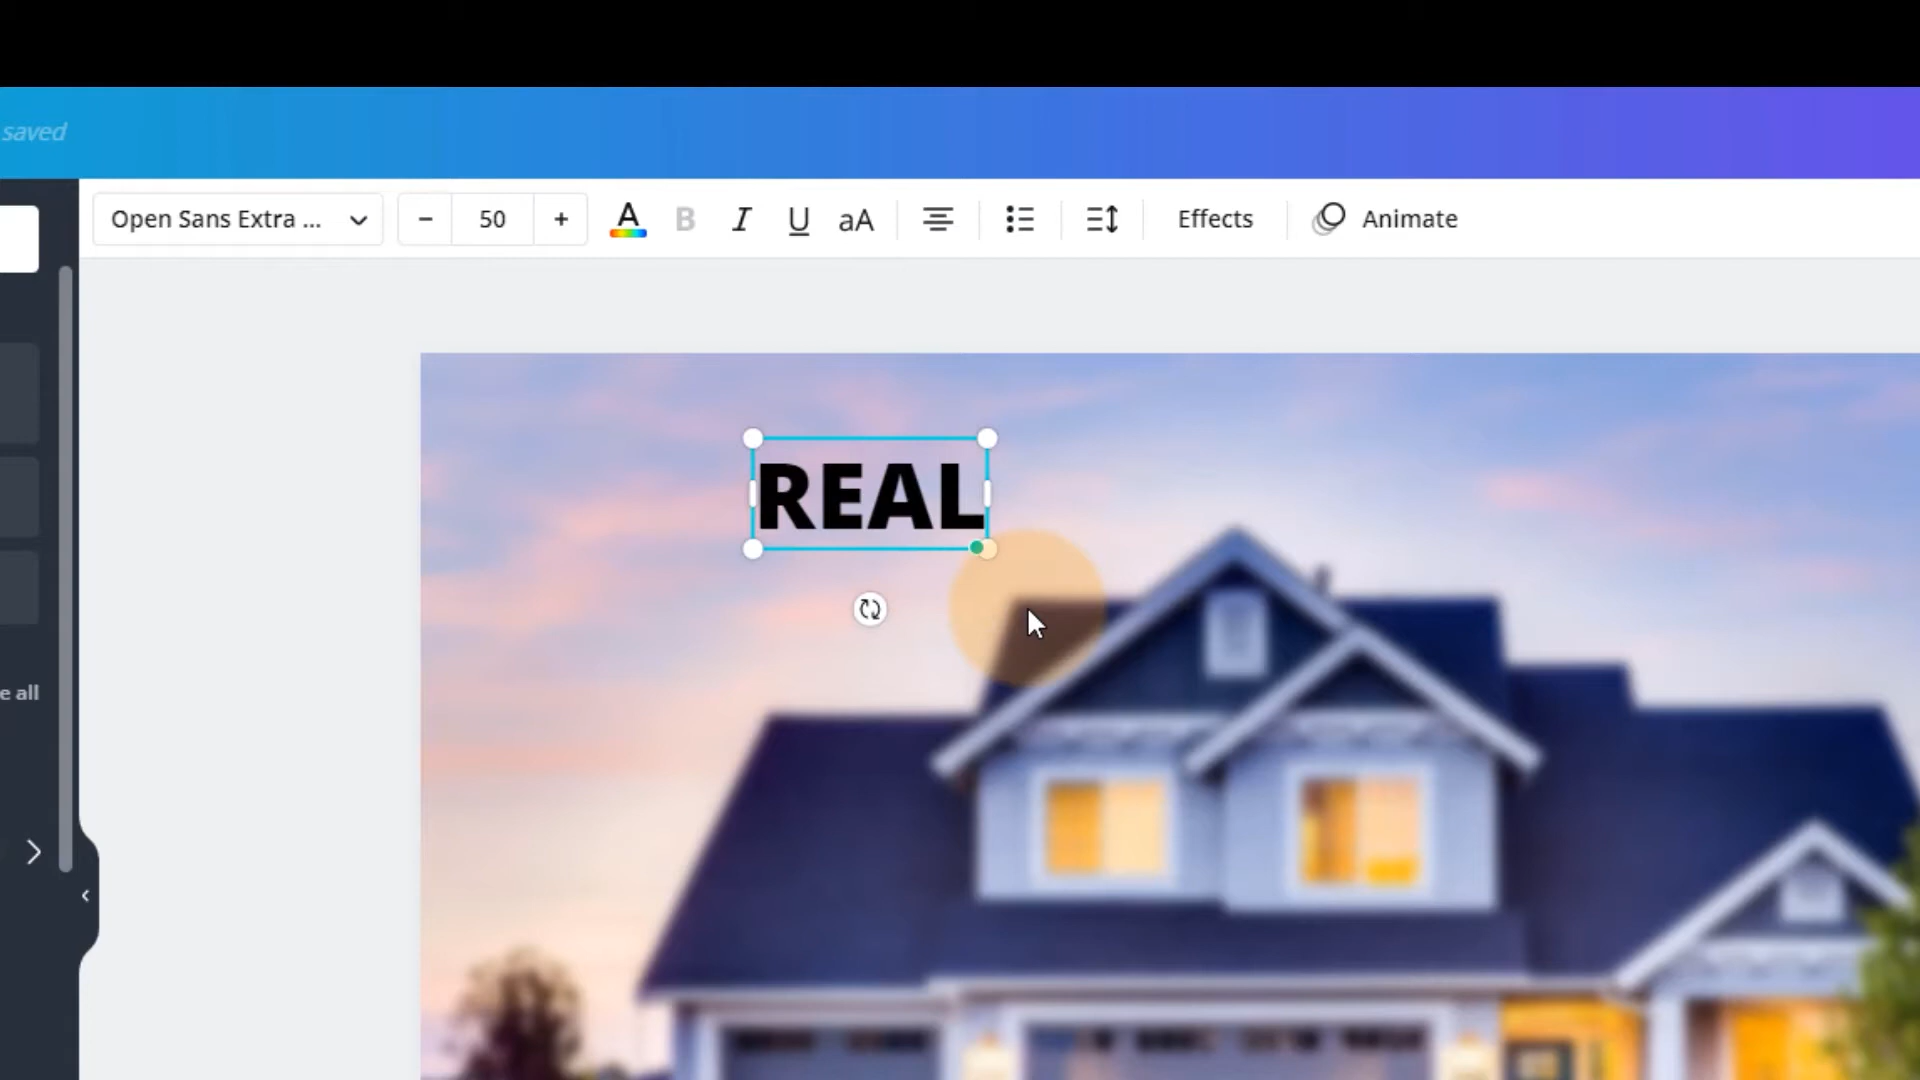 saved
Open Sans Extra ... − 50 + A B I U aA Effects Animate
REAL
e all